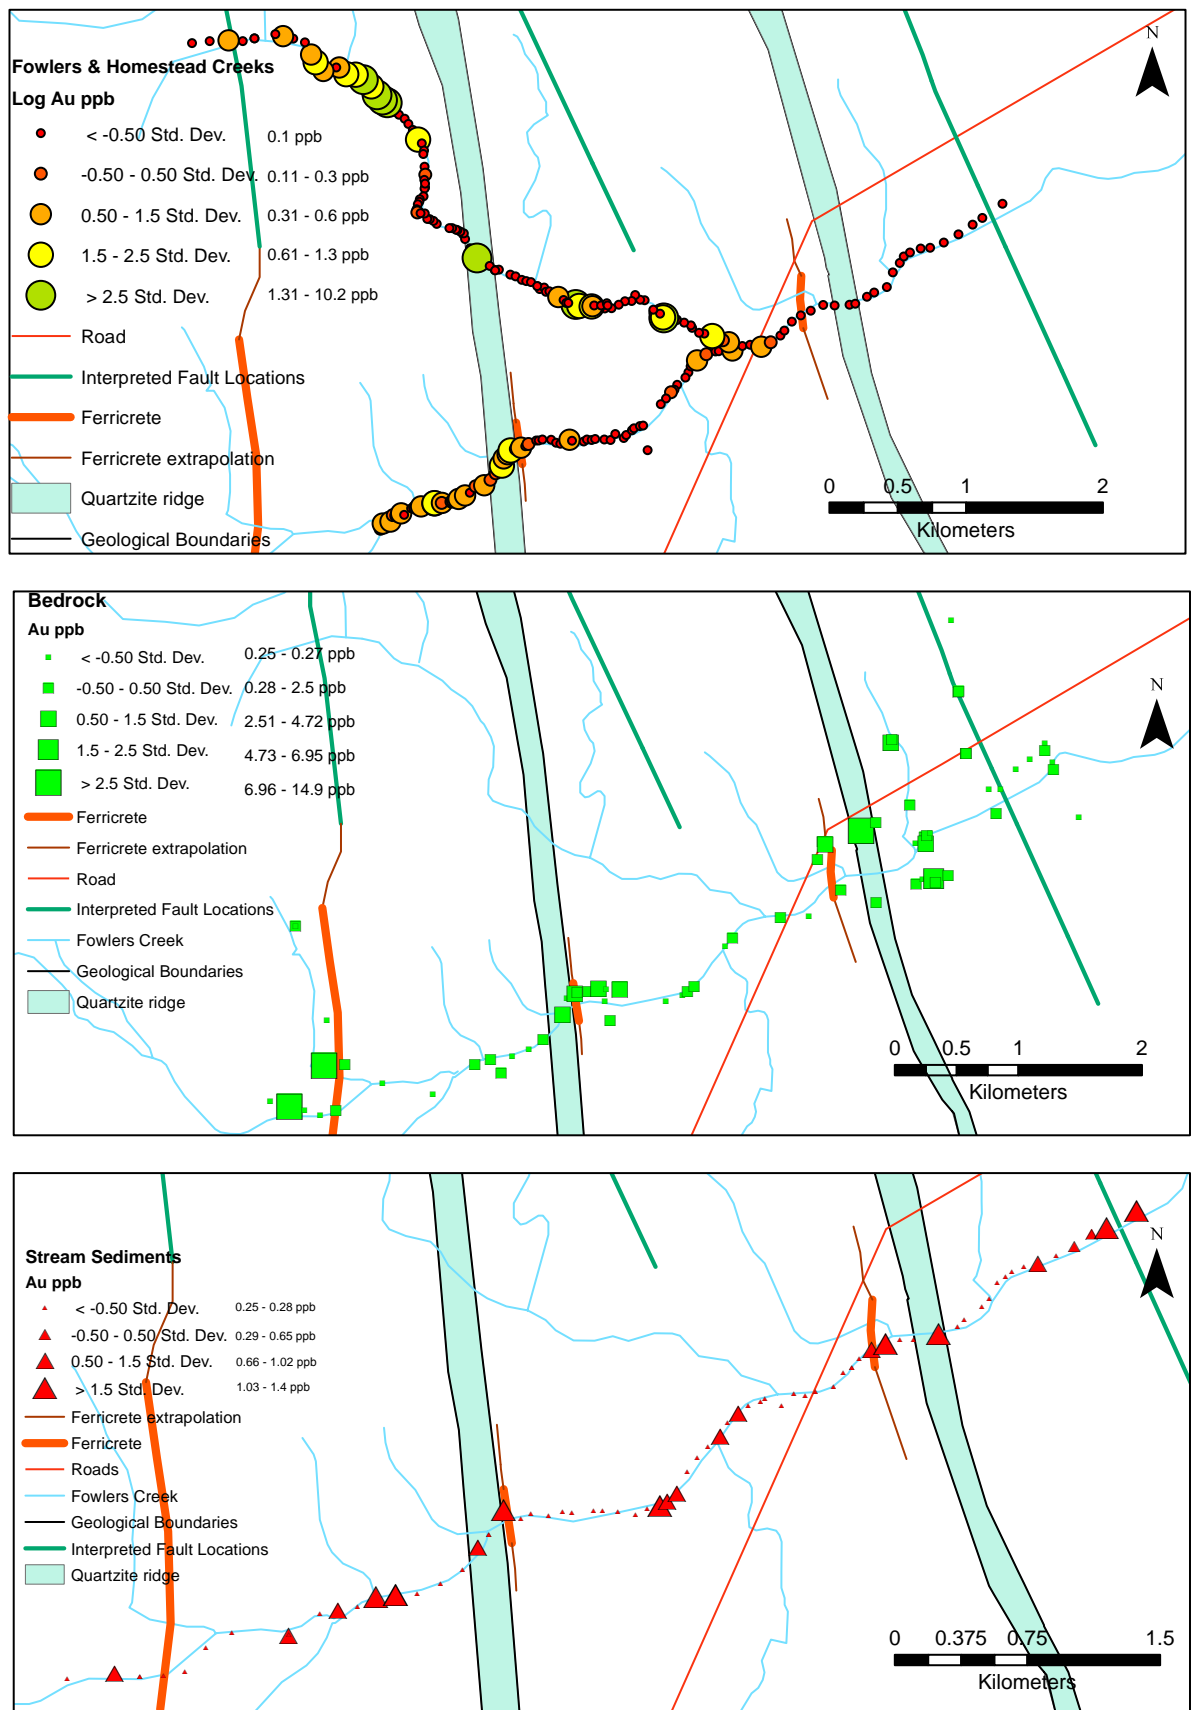 Fowlers & Homestead Creeks
Log Au ppb
< -0.50 Std. Dev. 0.1 ppb
-0.50 - 0.50 Std. Dev. 0.11 - 0.3 ppb
0.50 - 1.5 Std. Dev. 0.31 - 0.6 ppb
1.5 - 2.5 Std. Dev. 0.61 - 1.3 ppb
> 2.5 Std. Dev. 1.31 - 10.2 ppb
Road
Interpreted Fault Locations
Ferricrete
Ferricrete extrapolation
Quartzite ridge
Geological Boundaries
N
0 0.5 1 2
Kilometers
Bedrock
Au ppb
< -0.50 Std. Dev. 0.25 - 0.27 ppb
-0.50 - 0.50 Std. Dev. 0.28 - 2.5 ppb
0.50 - 1.5 Std. Dev. 2.51 - 4.72 ppb
1.5 - 2.5 Std. Dev. 4.73 - 6.95 ppb
> 2.5 Std. Dev. 6.96 - 14.9 ppb
Ferricrete
Ferricrete extrapolation
Road
Interpreted Fault Locations
Fowlers Creek
Geological Boundaries
Quartzite ridge
N
0 0.5 1 2
Kilometers
Stream Sediments
Au ppb
< -0.50 Std. Dev. 0.25 - 0.28 ppb
-0.50 - 0.50 Std. Dev. 0.29 - 0.65 ppb
0.50 - 1.5 Std. Dev. 0.66 - 1.02 ppb
> 1.5 Std. Dev. 1.03 - 1.4 ppb
Ferricrete extrapolation
Ferricrete
Roads
Fowlers Creek
Geological Boundaries
Interpreted Fault Locations
Quartzite ridge
N
0 0.375 0.75 1.5
Kilometers